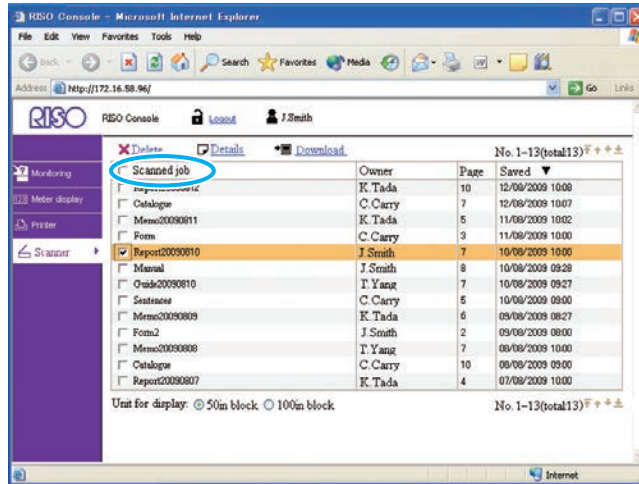 RISO Console - Microsoft Internet Explorer
File Edit View Favorites Tools Help
Back Search Favorites Media
Address http://172.16.58.96/ Go Links
RISO RISO Console Logout J.Smith
Delete Details Download No. 1-13(total13)
Scanned job Owner Page Saved ▼
Monitoring
Meter display
Printer
Scanner
K.Tada 10 12/08/2009 10:08
Catalogue C.Carry 7 12/08/2009 10:07
Memo20090811 K.Tada 5 11/08/2009 10:02
Form C.Carry 3 11/08/2009 10:00
Report20090810 J.Smith 7 10/08/2009 10:00
Manual J.Smith 8 10/08/2009 09:28
Guide20090810 T.Yang 7 10/08/2009 09:27
Sentences C.Carry 5 10/08/2009 09:00
Memo20090809 K.Tada 6 09/08/2009 08:27
Form2 J.Smith 2 09/08/2009 08:00
Memo20090808 T.Yang 7 08/08/2009 10:00
Catalogue C.Carry 10 08/08/2009 09:00
Report20090807 K.Tada 4 07/08/2009 10:00
Unit for display: 50in block 100in block No. 1-13(total13)
Internet